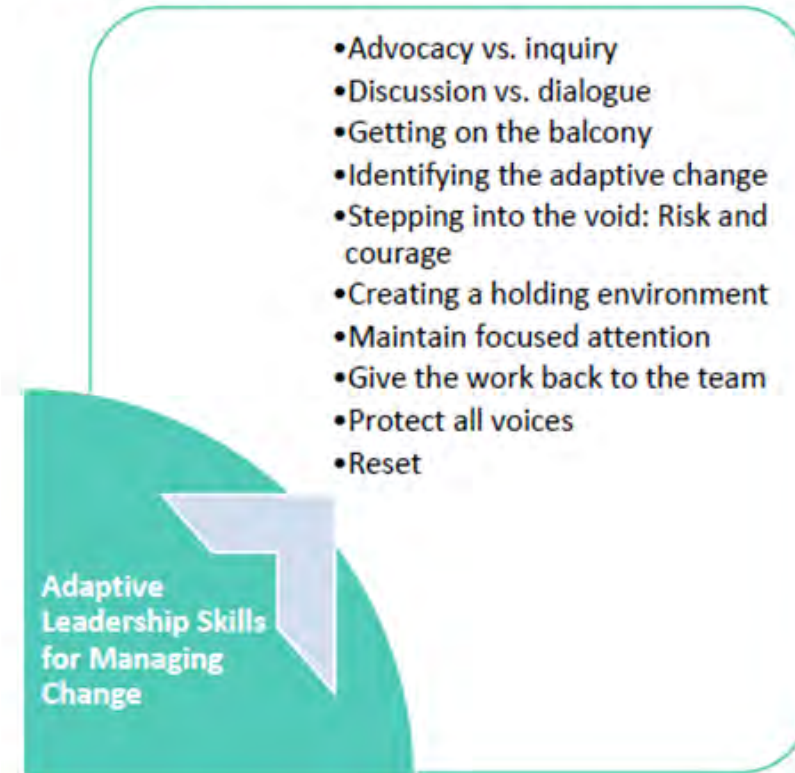 •Advocacy vs. inquiry
•Discussion vs. dialogue
•Getting on the balcony
•Identifying the adaptive change
•Stepping into the void: Risk and
courage
•Creating a holding environment
•Maintain focused attention
•Give the work back to the team
•Protect all voices
•Reset
Adaptive
Leadership Skills
for Managing
Change